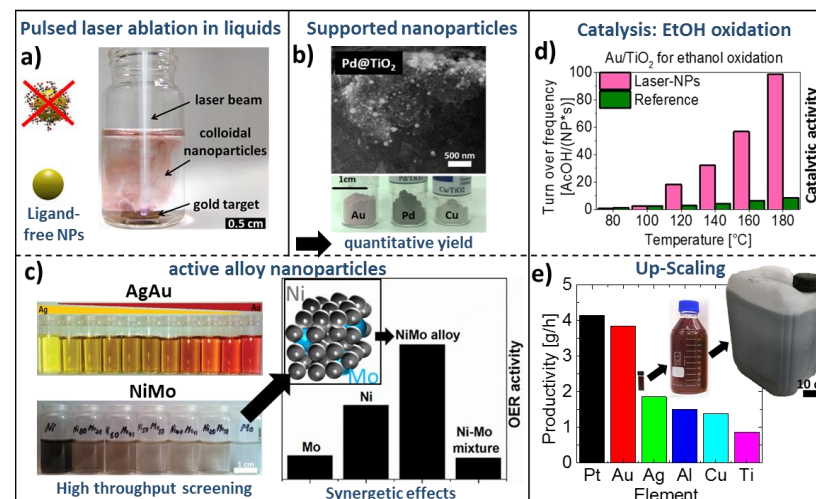 Pulsed laser ablation in liquids
a)
laser beam
colloidal
nanoparticles
gold target
Ligand-
free NPs
0.5 cm
Supported nanoparticles
b)
Pd@TiO2
500 nm
1cm
Pd/TiO2
Cu/TiO2
Au
Pd
Cu
quantitative yield
Catalysis: EtOH oxidation
d)
Au/TiO2 for ethanol oxidation
Laser-NPs
Reference
Turn over frequency
[AcOH/(NP*s)]
100
80
60
40
20
0
80 100 120 140 160 180
Temperature [°C]
Catalytic activity
c)
active alloy nanoparticles
AgAu
Ag
Au
NiMo
Ni
Mo
1 cm
High throughput screening
Ni
Mo
NiMo alloy
Ni
Mo
Ni-Mo
mixture
OER activity
Synergetic effects
e)
Up-Scaling
Productivity [g/h]
5
4
3
2
1
0
Pt Au Ag Al Cu Ti
Element